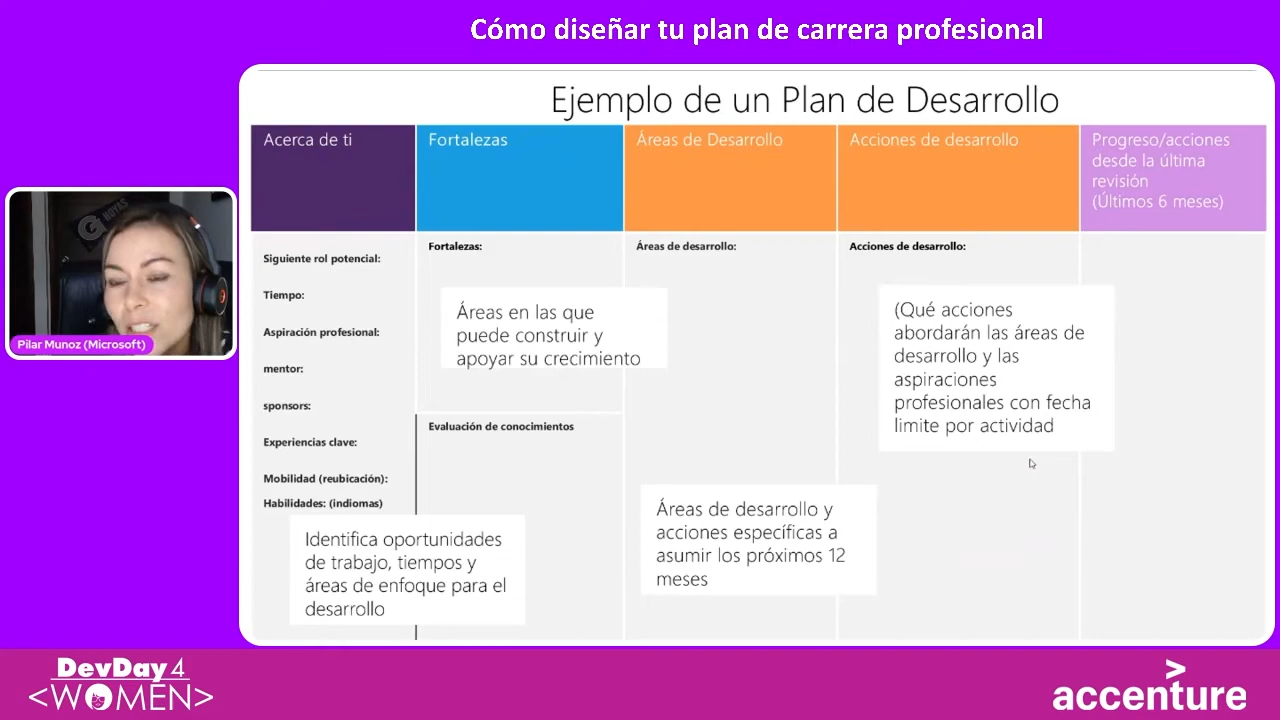 Cómo diseñar tu plan de carrera profesional
Ejemplo de un Plan de Desarrollo
Acerca de ti
Fortalezas
Áreas de Desarrollo
Acciones de desarrollo
Progreso/acciones
desde la última
revisión
(Últimos 6 meses)
Siguiente rol potencial:
Tiempo:
Aspiración profesional:
mentor:
sponsors:
Experiencias clave:
Mobilidad (reubicación):
Habilidades: (indiomas)
Identifica oportunidades
de trabajo, tiempos y
áreas de enfoque para el
desarrollo
Fortalezas:
Áreas en las que
puede construir y
apoyar su crecimiento
Evaluación de conocimientos
Áreas de desarrollo:
Áreas de desarrollo y
acciones específicas a
asumir los próximos 12
meses
Acciones de desarrollo:
(Qué acciones
abordarán las áreas de
desarrollo y las
aspiraciones
profesionales con fecha
limite por actividad
HOYAS
Pilar Munoz (Microsoft)
DevDay4
<WOMEN>
accenture